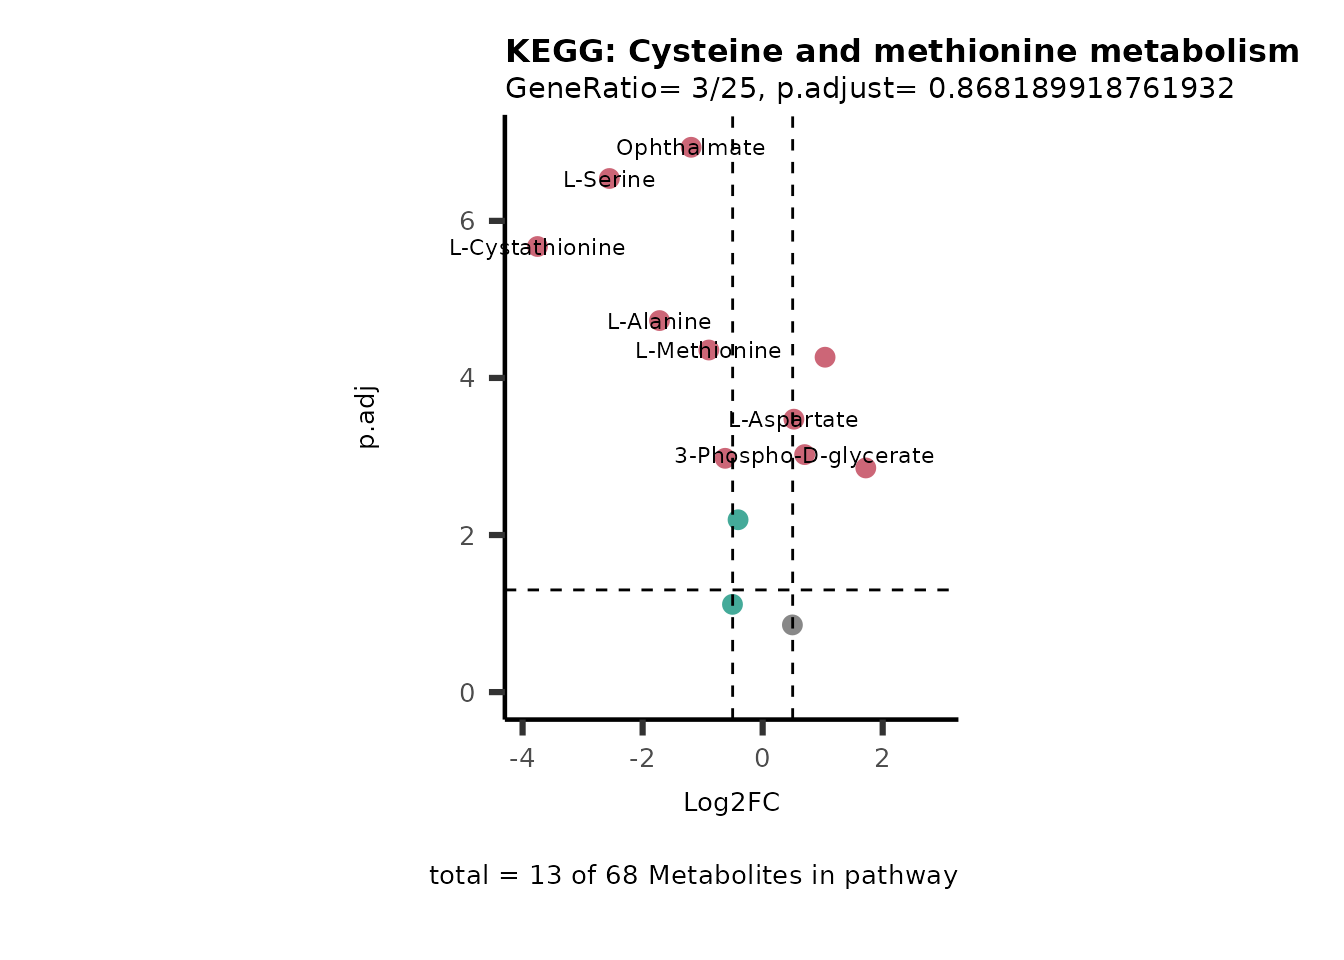 KEGG: Cysteine and methionine metabolism
GeneRatio= 3/25, p.adjust= 0.868189918761932
Ophthalmate
L-Serine
6
L-Cystathionine
L-Alanine
L-Methionine
4
p.adj
L-Aspartate
3-Phospho-D-glycerate
2
0
-4 -2 0 2
Log2FC
total = 13 of 68 Metabolites in pathway